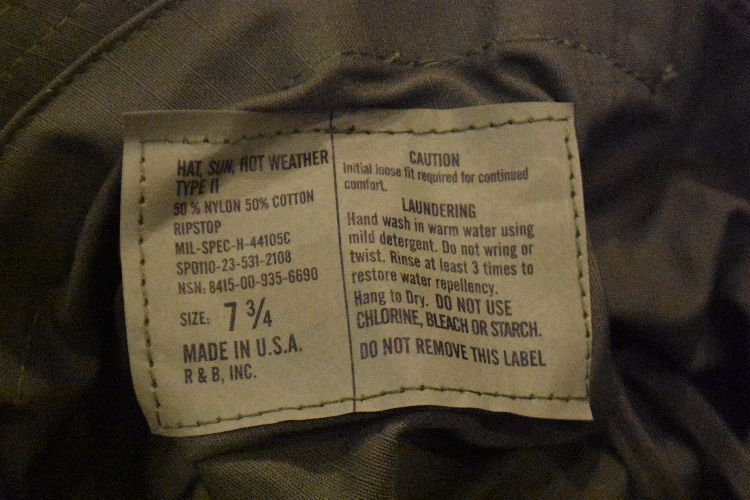 HAT, SUN, HOT WEATHER
TYPE II
50 % NYLON 50% COTTON
RIPSTOP
MIL-SPEC-H-44105C
SPO110-23-531-2108
NSN: 8415-00-935-6690
SIZE: 7 3/4
MADE IN U.S.A.
R & B, INC.
CAUTION
Initial loose fit required for continued
comfort.
LAUNDERING
Hand wash in warm water using
mild detergent. Do not wring or
twist. Rinse at least 3 times to
restore water repellency.
Hang to Dry. DO NOT USE
CHLORINE, BLEACH OR STARCH.
DO NOT REMOVE THIS LABEL